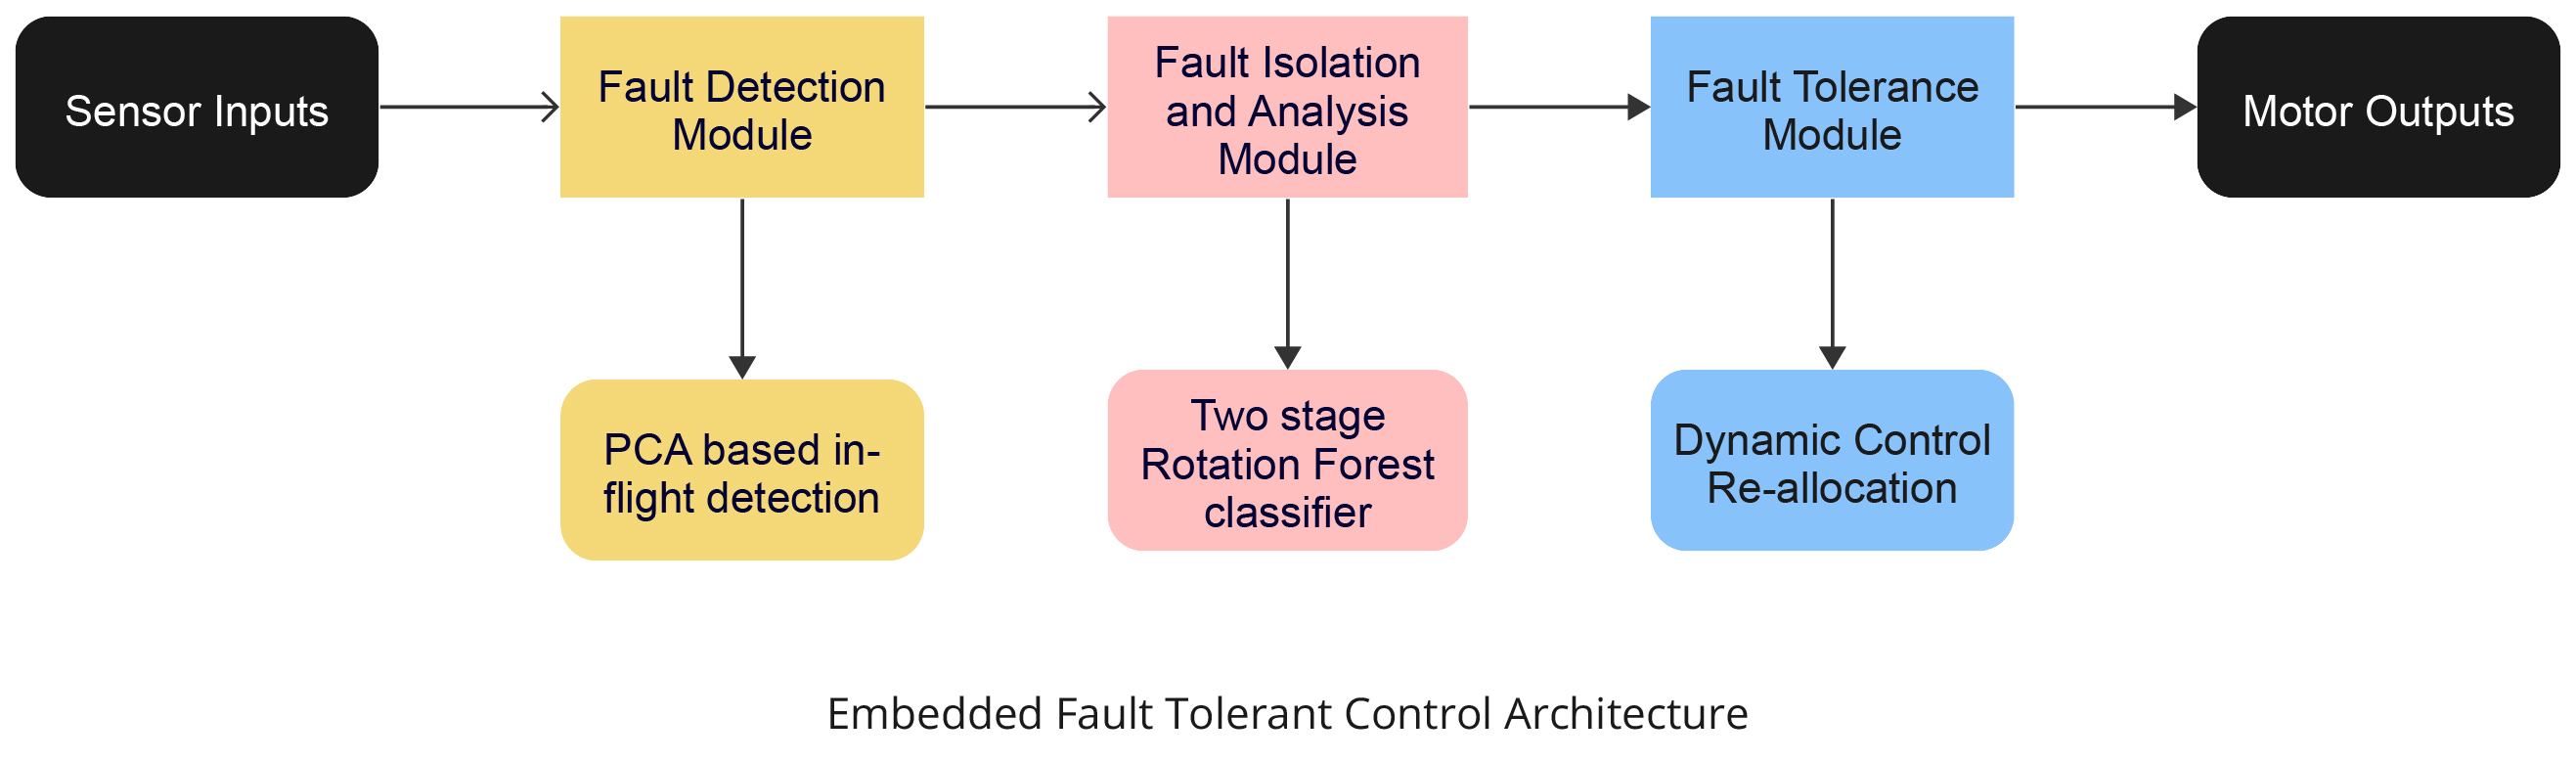 Sensor Inputs
Fault Detection
Module
Fault Isolation
and Analysis
Module
Fault Tolerance
Module
Motor Outputs
PCA based in-
flight detection
Two stage
Rotation Forest
classifier
Dynamic Control
Re-allocation
Embedded Fault Tolerant Control Architecture